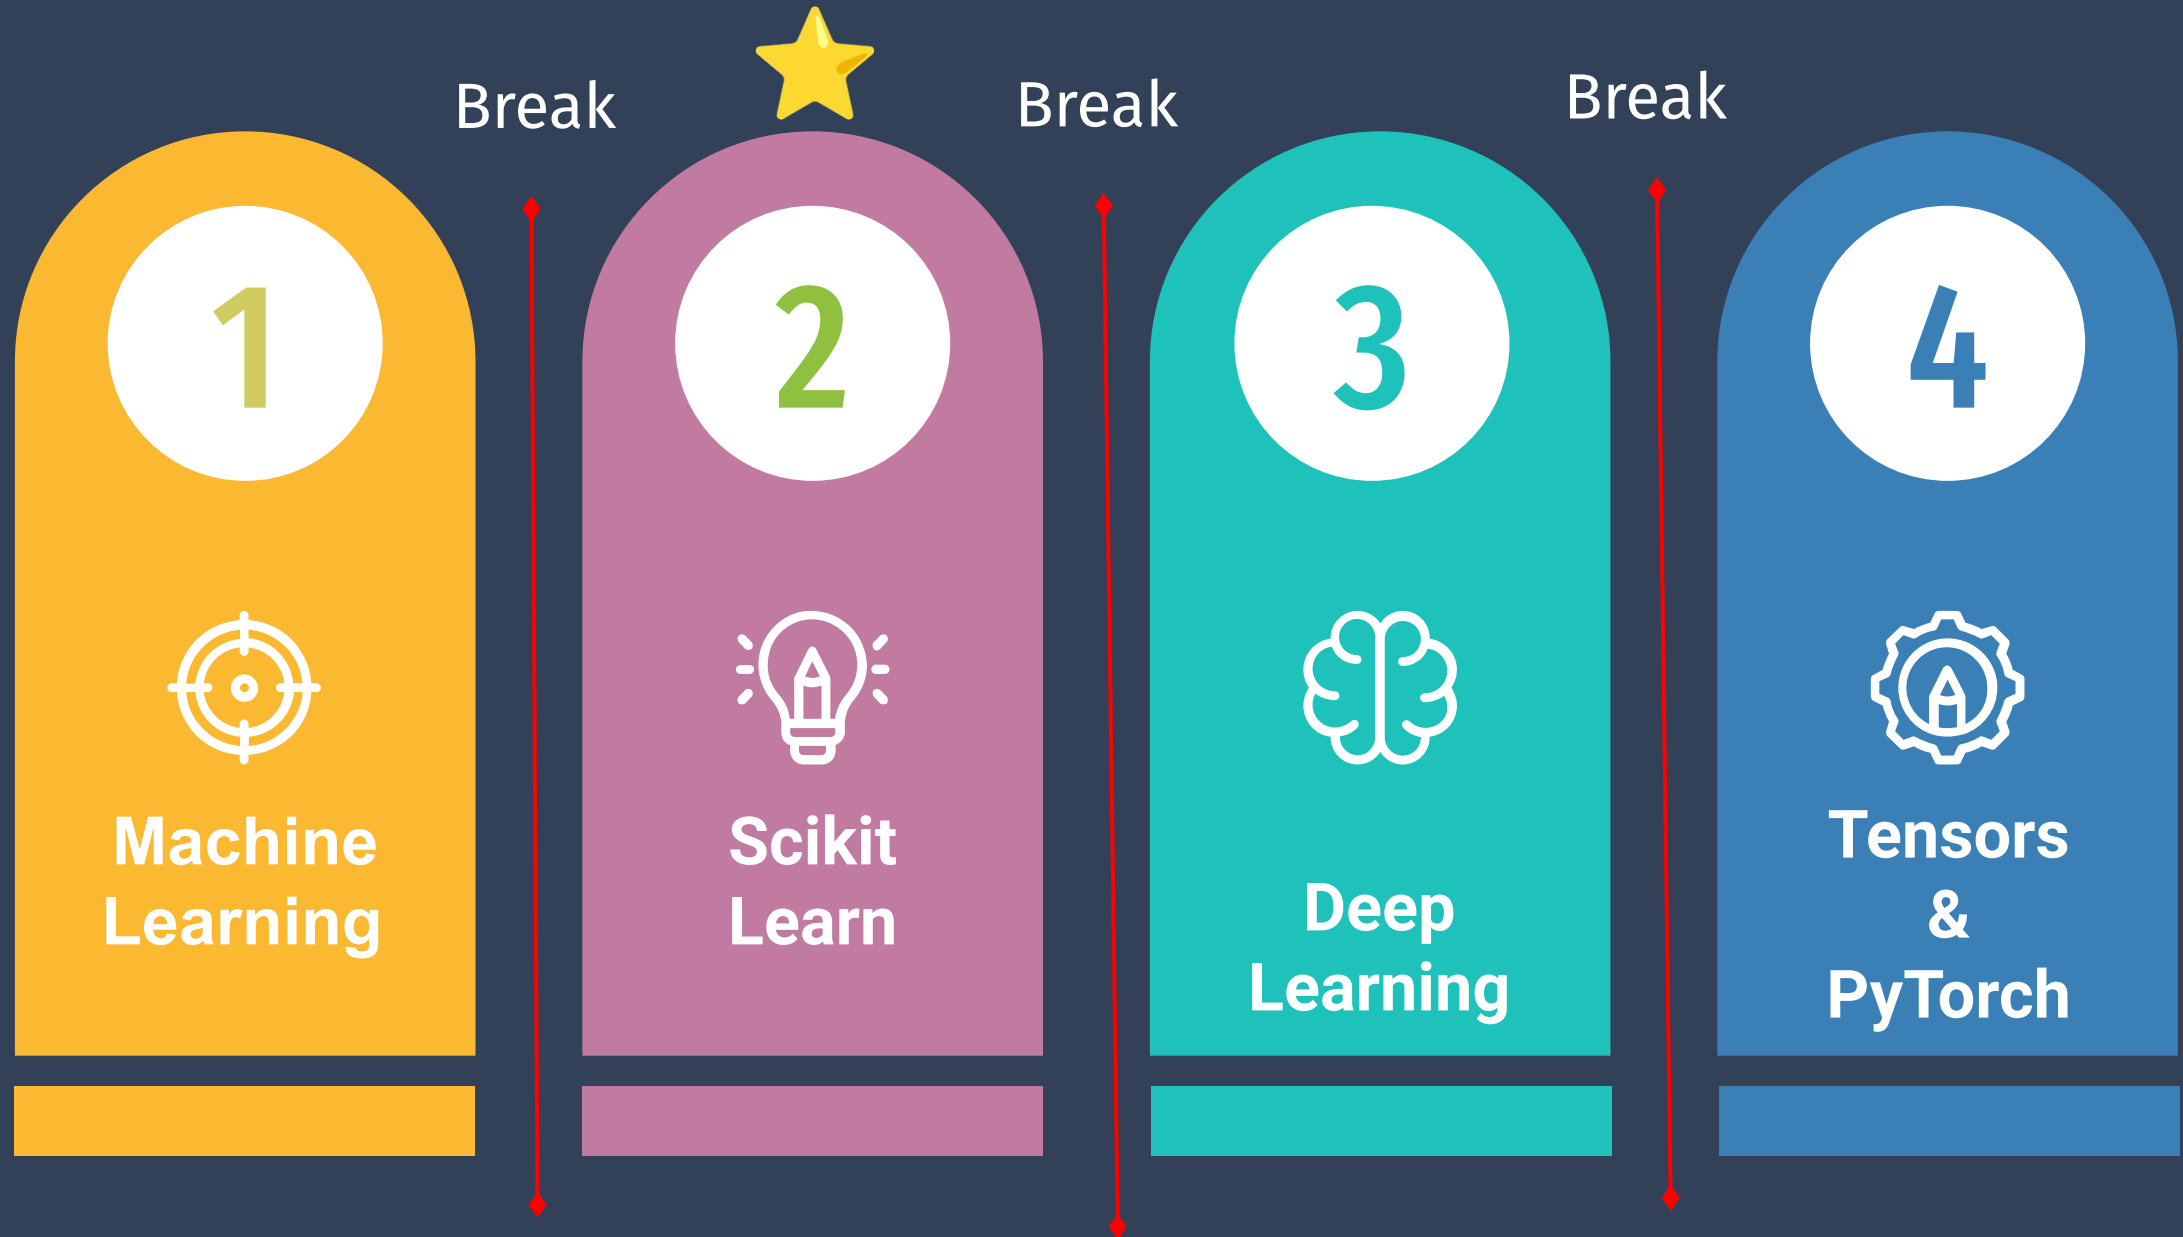 Break
Break
Break
1
2
3
4
Machine
Learning
Scikit
Learn
Deep
Learning
Tensors
&
PyTorch